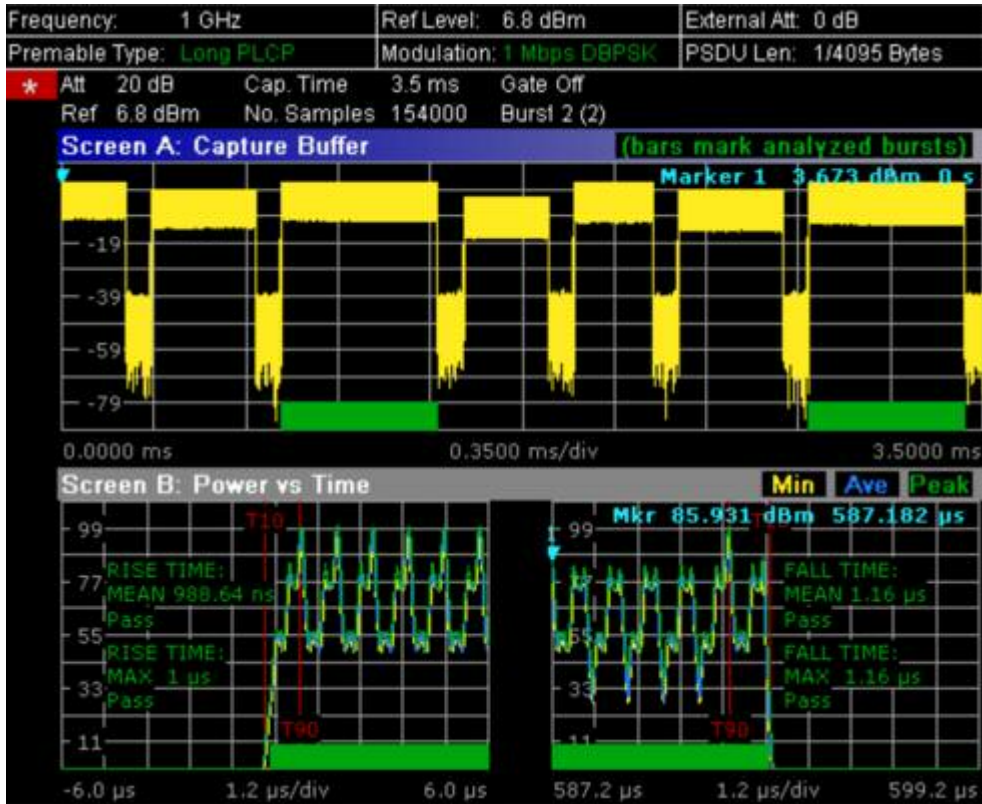 Frequency: 1 GHz Ref Level: 6.8 dBm External Att: 0 dB
Premable Type: Long PLCP Modulation: 1 Mbps DBPSK PSDU Len: 1/4095 Bytes
* Att 20 dB Cap. Time 3.5 ms Gate Off
Ref 6.8 dBm No. Samples 154000 Burst 2 (2)
Screen A: Capture Buffer (bars mark analyzed bursts)
Marker 1 3.673 dBm 0 s
-19
-39
-59
-79
0.0000 ms 0.3500 ms/div 3.5000 ms
Screen B: Power vs Time Min Ave Peak
99 T10 99 Mkr 85.931 dBm 587.182 µs
1
RISE TIME: FALL TIME:
77 MEAN 988.64 ns MEAN 1.16 µs
Pass Pass
55
RISE TIME: FALL TIME:
33 MAX 1 µs 33 MAX 1.16 µs
Pass Pass
T90 T90
11 11
-6.0 µs 1.2 µs/div 6.0 µs 587.2 µs 1.2 µs/div 599.2 µs